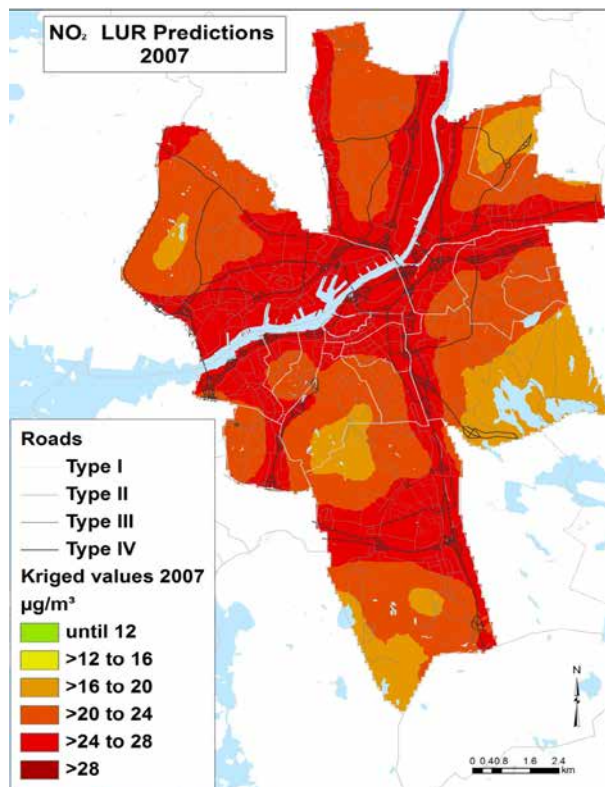 NO₂ LUR Predictions
2007
Roads
Type I
Type II
Type III
Type IV
Kriged values 2007
µg/m³
until 12
>12 to 16
>16 to 20
>20 to 24
>24 to 28
>28
N
0 0.40.8 1.6 2.4
km